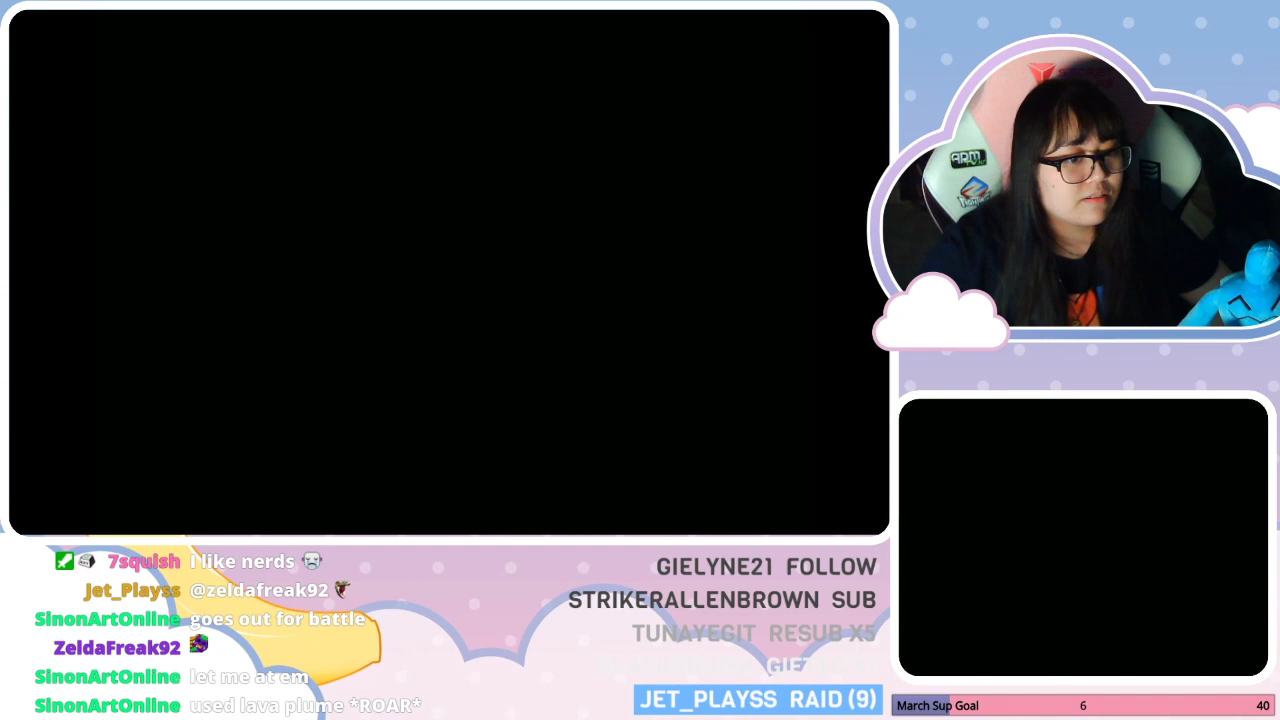 ARM
7squish I like nerds
Jet_Playss @zeldafreak92
SinonArtOnline goes out for battle
ZeldaFreak92
SinonArtOnline let me at em
SinonArtOnline used lava plume *ROAR*
GIELYNE21 FOLLOW
STRIKERALLENBROWN SUB
TUNAYEGIT RESUB X5
JET_PLAYSS RAID (9)
March Sup Goal 6 40